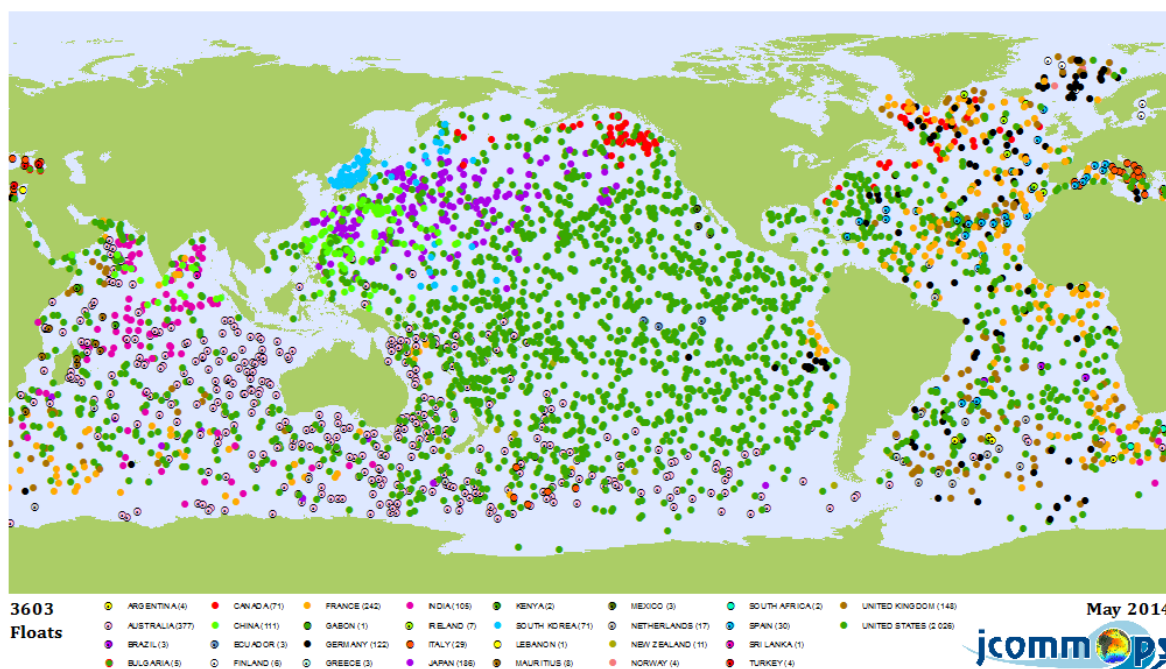 3603
Floats
ARGENTINA (4) CANADA (71) FRANCE (242) INDIA (105) KENYA (2) MEXICO (3) SOUTH AFRICA (2) UNITED KINGDOM (148)
AUSTRALIA (377) CHINA (111) GABON (1) IRELAND (7) SOUTH KOREA (71) NETHERLANDS (17) SPAIN (30) UNITED STATES (2026)
BRAZIL (3) ECUADOR (3) GERMANY (122) ITALY (29) LEBANON (1) NEW ZEALAND (11) SRI LANKA (1)
BULGARIA (5) FINLAND (6) GREECE (3) JAPAN (186) MAURITIUS (8) NORWAY (4) TURKEY (4)
May 2014
jcommops